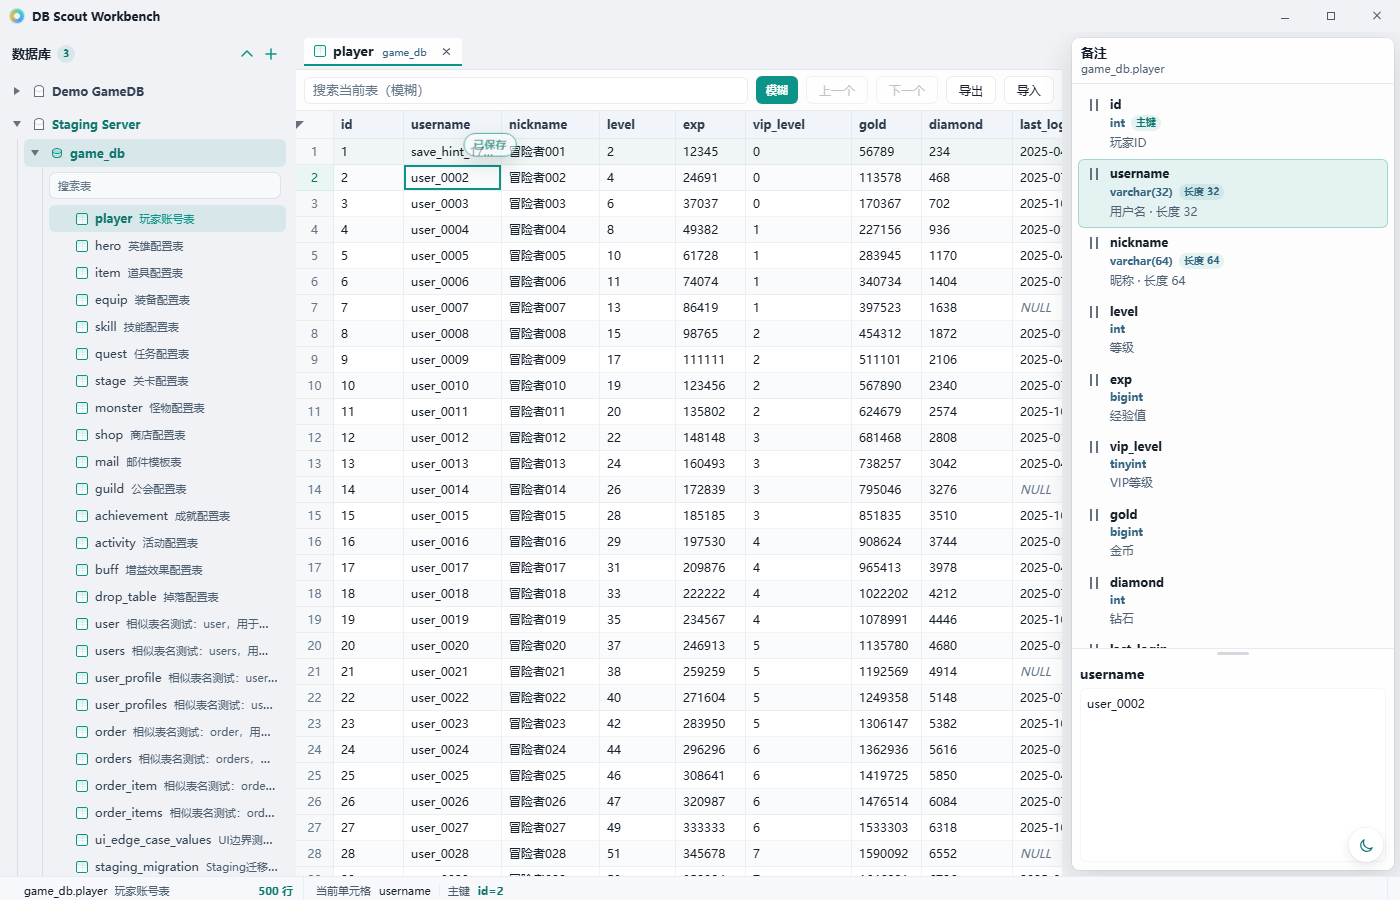 DB Scout Workbench
数据库 3
Demo GameDB
Staging Server
game_db
搜索表
player 玩家账号表
hero 英雄配置表
item 道具配置表
equip 装备配置表
skill 技能配置表
quest 任务配置表
stage 关卡配置表
monster 怪物配置表
shop 商店配置表
mail 邮件模板表
guild 公会配置表
achievement 成就配置表
activity 活动配置表
buff 增益效果配置表
drop_table 掉落配置表
user 相似表名测试：user，用于...
users 相似表名测试：users，用...
user_profile 相似表名测试：user...
user_profiles 相似表名测试：us...
order 相似表名测试：order，用...
orders 相似表名测试：orders，...
order_item 相似表名测试：orde...
order_items 相似表名测试：ord...
ui_edge_case_values UI边界测...
staging_migration Staging迁移...
player game_db
搜索当前表（模糊）
模糊 上一个 下一个 导出 导入
id username nickname level exp vip_level gold diamond last_log
已保存
1 1 save_hint_ 冒险者001 2 12345 0 56789 234 2025-04
2 2 user_0002 冒险者002 4 24691 0 113578 468 2025-07
3 3 user_0003 冒险者003 6 37037 0 170367 702 2025-10
4 4 user_0004 冒险者004 8 49382 1 227156 936 2025-01
5 5 user_0005 冒险者005 10 61728 1 283945 1170 2025-04
6 6 user_0006 冒险者006 11 74074 1 340734 1404 2025-07
7 7 user_0007 冒险者007 13 86419 1 397523 1638 NULL
8 8 user_0008 冒险者008 15 98765 2 454312 1872 2025-01
9 9 user_0009 冒险者009 17 111111 2 511101 2106 2025-04
10 10 user_0010 冒险者010 19 123456 2 567890 2340 2025-07
11 11 user_0011 冒险者011 20 135802 2 624679 2574 2025-10
12 12 user_0012 冒险者012 22 148148 3 681468 2808 2025-01
13 13 user_0013 冒险者013 24 160493 3 738257 3042 2025-04
14 14 user_0014 冒险者014 26 172839 3 795046 3276 NULL
15 15 user_0015 冒险者015 28 185185 3 851835 3510 2025-10
16 16 user_0016 冒险者016 29 197530 4 908624 3744 2025-01
17 17 user_0017 冒险者017 31 209876 4 965413 3978 2025-04
18 18 user_0018 冒险者018 33 222222 4 1022202 4212 2025-07
19 19 user_0019 冒险者019 35 234567 4 1078991 4446 2025-10
20 20 user_0020 冒险者020 37 246913 5 1135780 4680 2025-01
21 21 user_0021 冒险者021 38 259259 5 1192569 4914 NULL
22 22 user_0022 冒险者022 40 271604 5 1249358 5148 2025-07
23 23 user_0023 冒险者023 42 283950 5 1306147 5382 2025-10
24 24 user_0024 冒险者024 44 296296 6 1362936 5616 2025-01
25 25 user_0025 冒险者025 46 308641 6 1419725 5850 2025-04
26 26 user_0026 冒险者026 47 320987 6 1476514 6084 2025-07
27 27 user_0027 冒险者027 49 333333 6 1533303 6318 2025-10
28 28 user_0028 冒险者028 51 345678 7 1590092 6552 NULL
备注
game_db.player
id
int 主键
玩家ID
username
varchar(32) 长度 32
用户名 · 长度 32
nickname
varchar(64) 长度 64
昵称 · 长度 64
level
int
等级
exp
bigint
经验值
vip_level
tinyint
VIP等级
gold
bigint
金币
diamond
int
钻石
last_login
username
user_0002
game_db.player 玩家账号表 500 行 当前单元格 username 主键 id=2